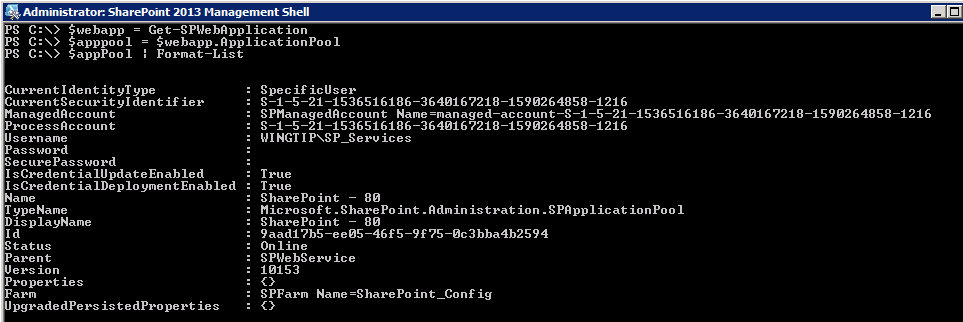 Administrator: SharePoint 2013 Management Shell
PS C:\> $webapp = Get-SPWebApplication
PS C:\> $apppool = $webapp.ApplicationPool
PS C:\> $appPool | Format-List
CurrentIdentityType : SpecificUser
CurrentSecurityIdentifier : S-1-5-21-1536516186-3640167218-1590264858-1216
ManagedAccount : SPManagedAccount Name=managed-account-S-1-5-21-1536516186-3640167218-1590264858-1216
ProcessAccount : S-1-5-21-1536516186-3640167218-1590264858-1216
Username : WINGTIP\SP_Services
Password :
SecurePassword :
IsCredentialUpdateEnabled : True
IsCredentialDeploymentEnabled : True
Name : SharePoint - 80
TypeName : Microsoft.SharePoint.Administration.SPApplicationPool
DisplayName : SharePoint - 80
Id : 9aad17b5-ee05-46f5-9f75-0c3bba4b2594
Status : Online
Parent : SPWebService
Version : 10153
Properties : {}
Farm : SPFarm Name=SharePoint_Config
UpgradedPersistedProperties : {}